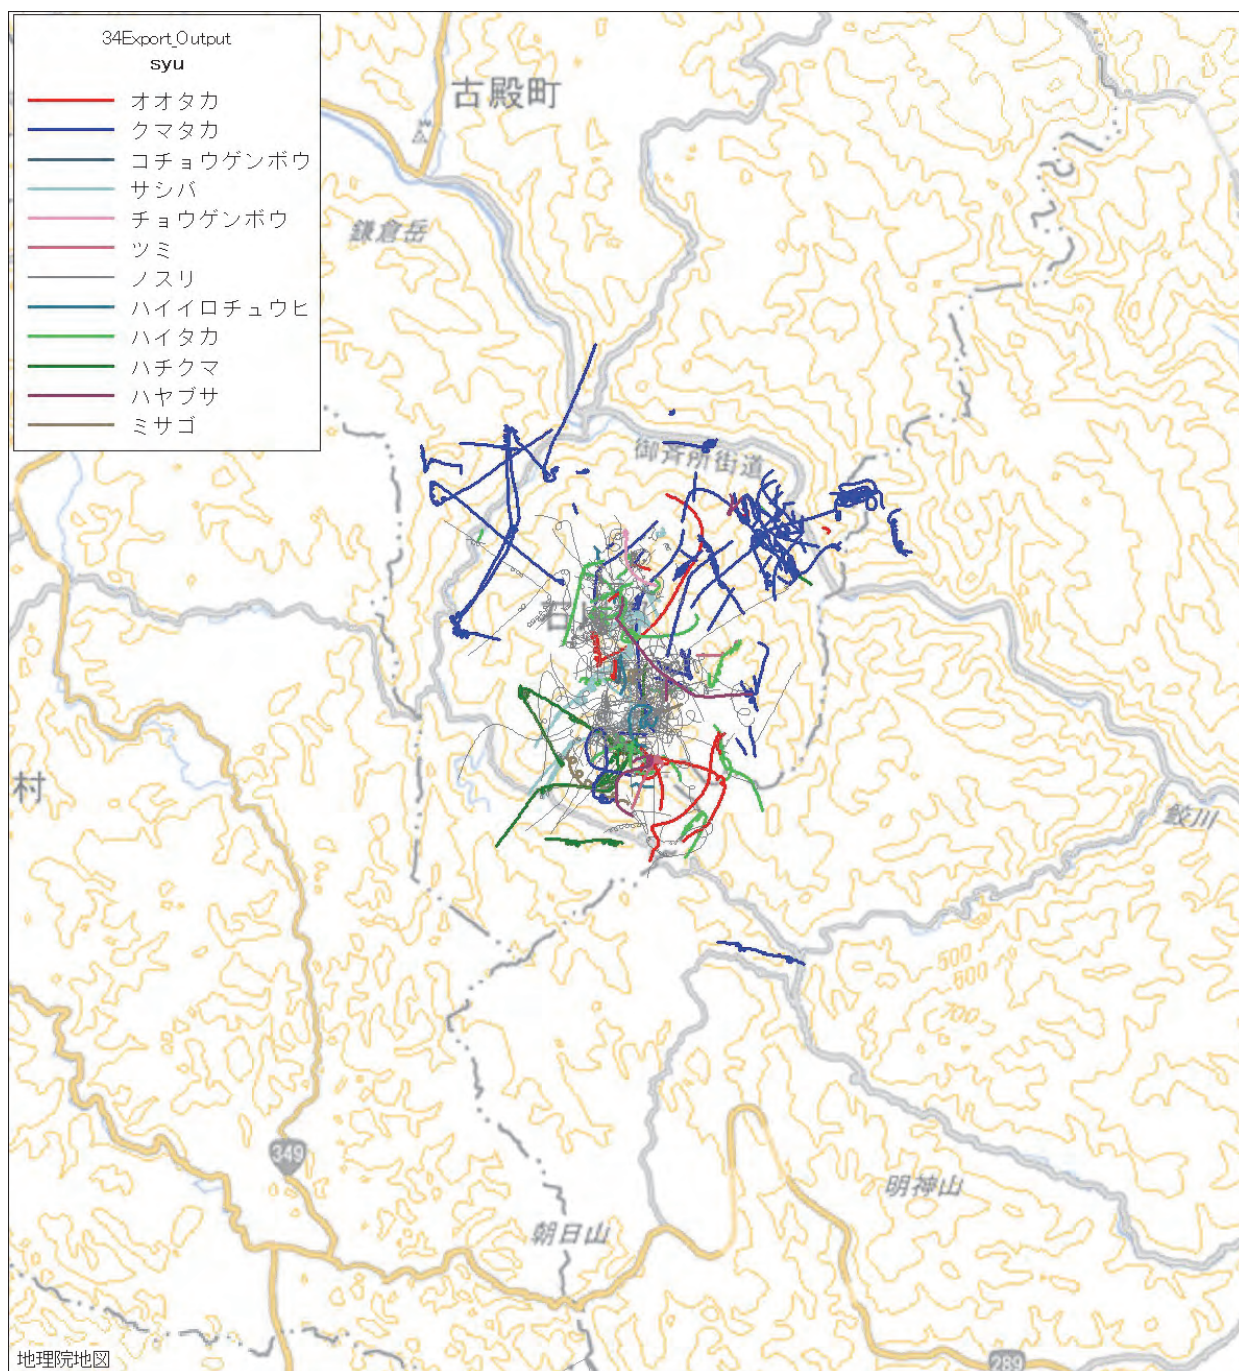 34Export_Output
syu
オオタカ
クマタカ
コチョウゲンボウ
サシバ
チョウゲンボウ
ツミ
ノスリ
ハイイロチュウヒ
ハイタカ
ハチクマ
ハヤブサ
ミサゴ
古殿町
鎌倉岳
御斉所街道
石
村
鮫川
500
500
700
349
明神山
朝日山
289
地理院地図